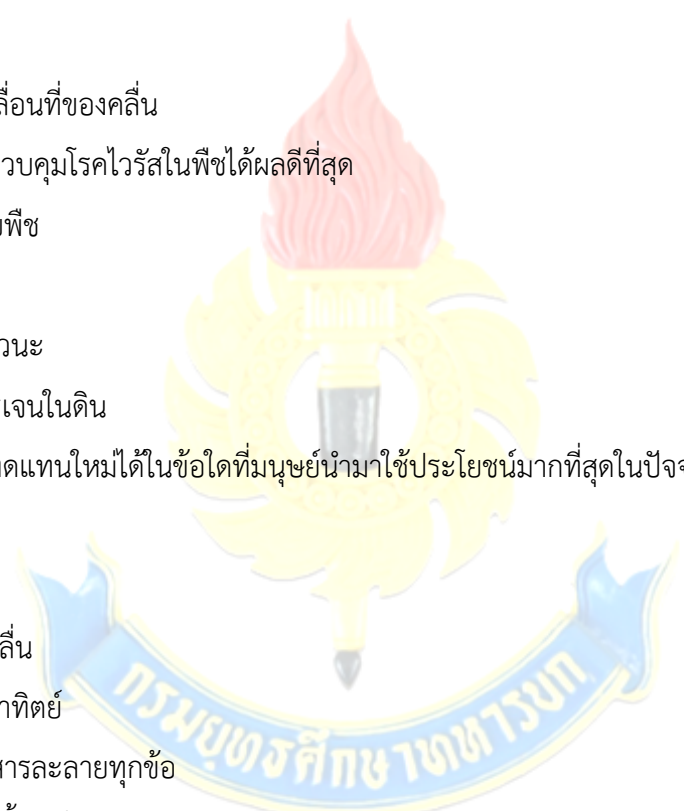 ลื่อนที่ของคลื่น
วบคุมโรคไวรัสในพืชได้ผลดีที่สุด
พืช
วนะ
เจนในดิน
ดแทนใหม่ได้ในข้อใดที่มนุษย์นำมาใช้ประโยชน์มากที่สุดในปัจ
ลื่น
าทิตย์
สารละลายทุกข้อ
กรมยุทธศึกษาทหารบก